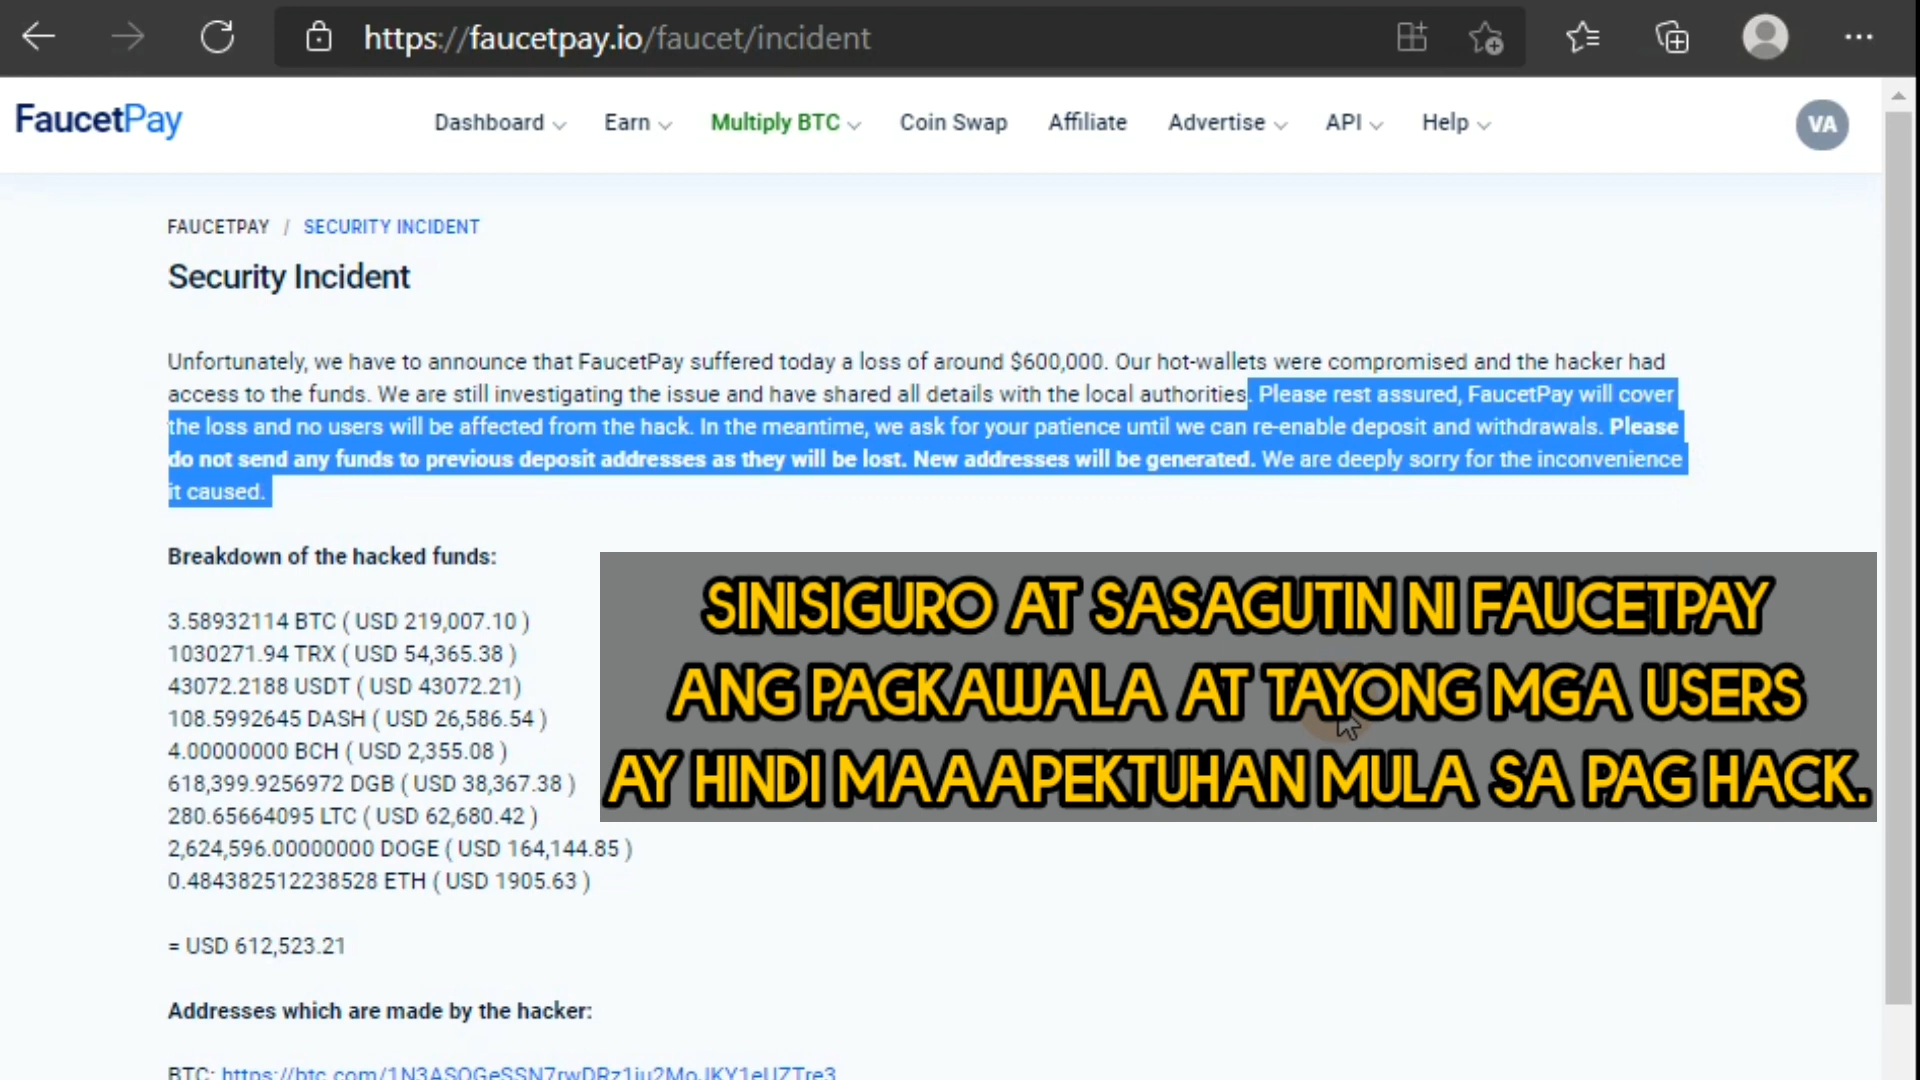 https://faucetpay.io/faucet/incident
FaucetPay
Dashboard
Earn
Multiply BTC
Coin Swap
Affiliate
Advertise
API
Help
VA
FAUCETPAY / SECURITY INCIDENT
Security Incident
Unfortunately, we have to announce that FaucetPay suffered today a loss of around $600,000. Our hot-wallets were compromised and the hacker had
access to the funds. We are still investigating the issue and have shared all details with the local authorities. Please rest assured, FaucetPay will cover
the loss and no users will be affected from the hack. In the meantime, we ask for your patience until we can re-enable deposit and withdrawals. Please
do not send any funds to previous deposit addresses as they will be lost. New addresses will be generated. We are deeply sorry for the inconvenience
it caused.
Breakdown of the hacked funds:
3.58932114 BTC ( USD 219,007.10 )
1030271.94 TRX ( USD 54,365.38 )
43072.2188 USDT ( USD 43072.21)
108.5992645 DASH ( USD 26,586.54 )
4.00000000 BCH ( USD 2,355.08 )
618,399.9256972 DGB ( USD 38,367.38 )
280.65664095 LTC ( USD 62,680.42 )
2,624,596.00000000 DOGE ( USD 164,144.85 )
0.484382512238528 ETH ( USD 1905.63 )
= USD 612,523.21
SINISIGURO AT SASAGUTIN NI FAUCETPAY
ANG PAGKAWALA AT TAYONG MGA USERS
AY HINDI MAAAPEKTUHAN MULA SA PAG HACK.
Addresses which are made by the hacker:
BTC: